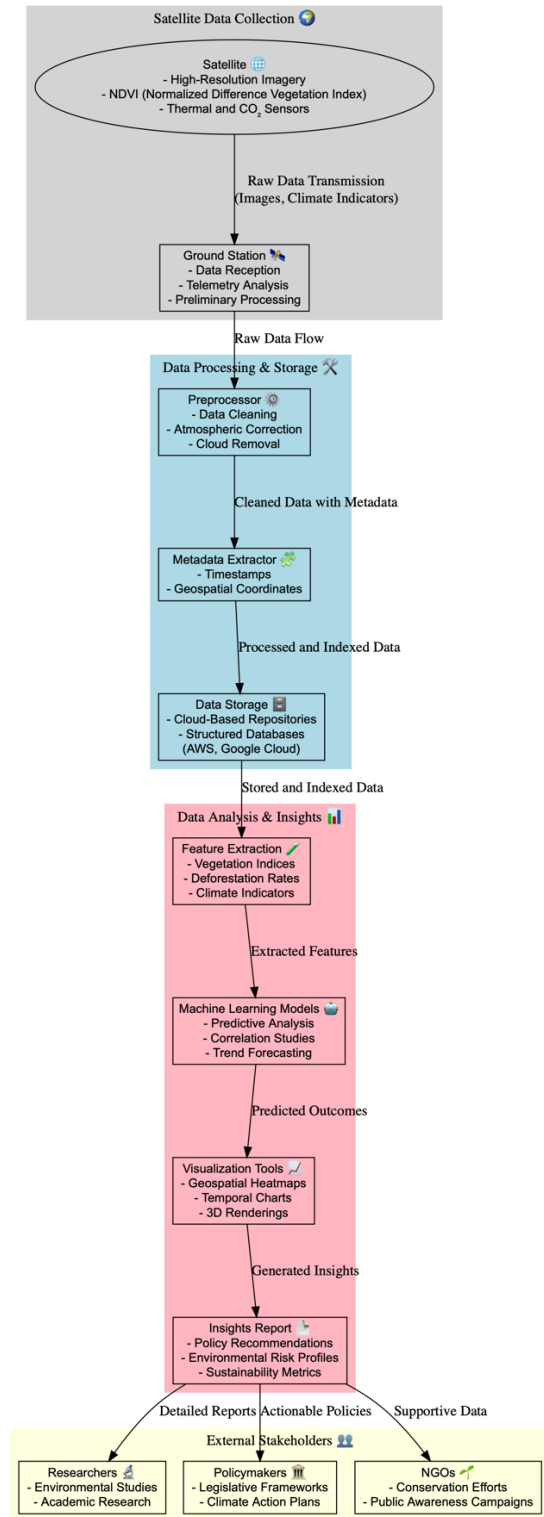 Satellite Data Collection 🌍
Satellite 🌐
- High-Resolution Imagery
- NDVI (Normalized Difference Vegetation Index)
- Thermal and CO₂ Sensors
Raw Data Transmission
(Images, Climate Indicators)
Ground Station 🛰️
- Data Reception
- Telemetry Analysis
- Preliminary Processing
Raw Data Flow
Data Processing & Storage 🛠️
Preprocessor ⚙️
- Data Cleaning
- Atmospheric Correction
- Cloud Removal
Cleaned Data with Metadata
Metadata Extractor 🧩
- Timestamps
- Geospatial Coordinates
Processed and Indexed Data
Data Storage 🗄️
- Cloud-Based Repositories
- Structured Databases
(AWS, Google Cloud)
Stored and Indexed Data
Data Analysis & Insights 📊
Feature Extraction 🧪
- Vegetation Indices
- Deforestation Rates
- Climate Indicators
Extracted Features
Machine Learning Models 🤖
- Predictive Analysis
- Correlation Studies
- Trend Forecasting
Predicted Outcomes
Visualization Tools 📈
- Geospatial Heatmaps
- Temporal Charts
- 3D Renderings
Generated Insights
Insights Report 📑
- Policy Recommendations
- Environmental Risk Profiles
- Sustainability Metrics
Detailed Reports
Actionable Policies
Supportive Data
External Stakeholders 👥
Researchers 🔬
- Environmental Studies
- Academic Research
Policymakers 🏛️
- Legislative Frameworks
- Climate Action Plans
NGOs 🌱
- Conservation Efforts
- Public Awareness Campaigns